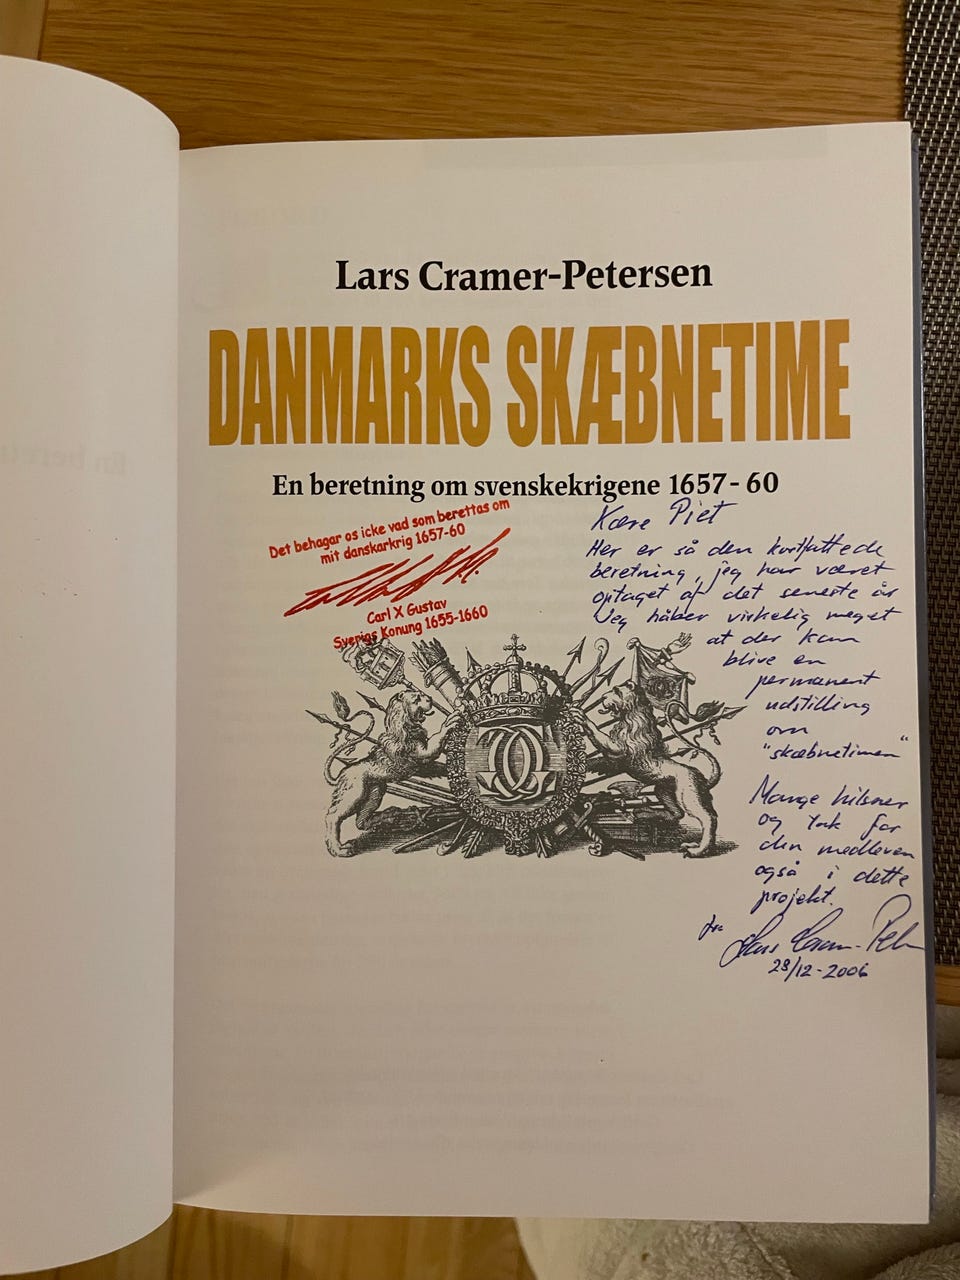 Lars Cramer-Petersen
DANMARKS SKÆBNETIME
En beretning om svenskekrigene 1657-60
Det behagar os icke vad som berettas om
mit danskarkrig 1657-60
Carl X Gustav
Sveriges Konung 1655-1660
Kære Piet
Her er så den kortfattede
beretning, jeg har været
optaget af det seneste år
Jeg håber virkelig meget
at der kan
blive en
permanent
udstilling
om
"skæbnetimen"
Mange hilsner
og tak for
din medleven
også i dette
projekt.
fra
Lars Cramer-Petersen
28/12-2006